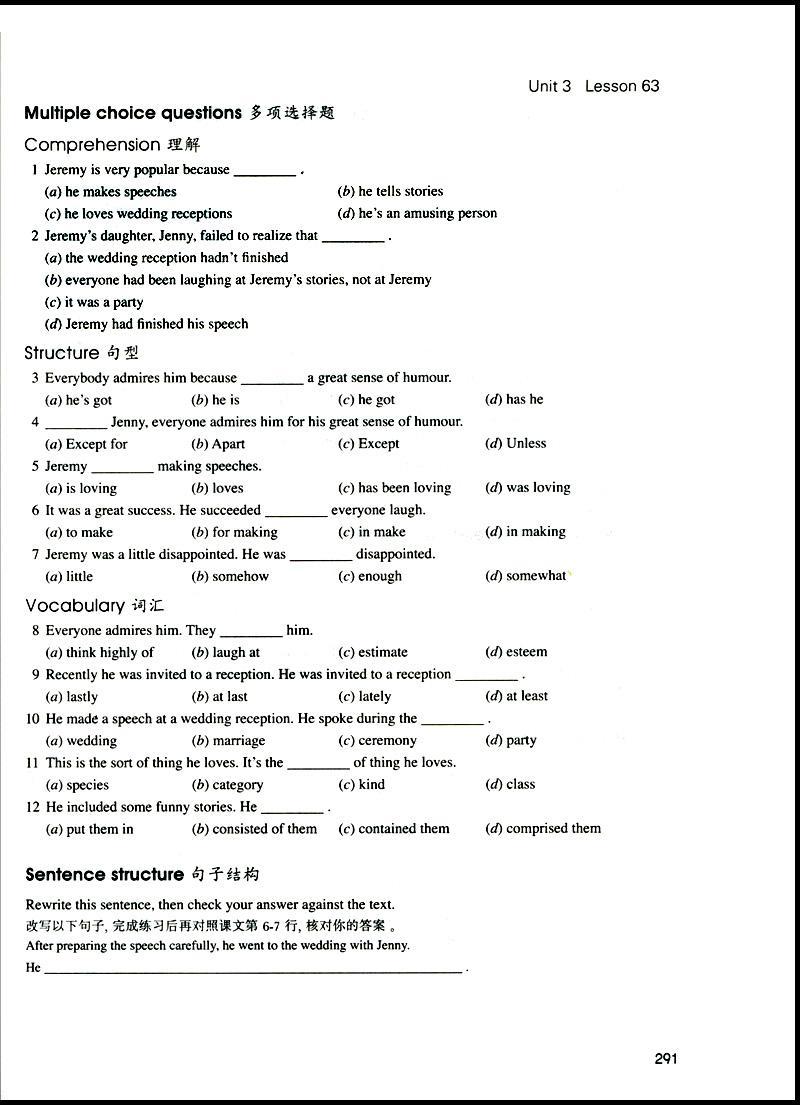 Unit 3 Lesson 63
Multiple choice questions 多项选择题
Comprehension 理解
1 Jeremy is very popular because _________ .
(a) he makes speeches (b) he tells stories
(c) he loves wedding receptions (d) he's an amusing person
2 Jeremy's daughter, Jenny, failed to realize that _________ .
(a) the wedding reception hadn't finished
(b) everyone had been laughing at Jeremy's stories, not at Jeremy
(c) it was a party
(d) Jeremy had finished his speech
Structure 句型
3 Everybody admires him because _________ a great sense of humour.
(a) he's got (b) he is (c) he got (d) has he
4 _________ Jenny, everyone admires him for his great sense of humour.
(a) Except for (b) Apart (c) Except (d) Unless
5 Jeremy _________ making speeches.
(a) is loving (b) loves (c) has been loving (d) was loving
6 It was a great success. He succeeded _________ everyone laugh.
(a) to make (b) for making (c) in make (d) in making
7 Jeremy was a little disappointed. He was _________ disappointed.
(a) little (b) somehow (c) enough (d) somewhat
Vocabulary 词汇
8 Everyone admires him. They _________ him.
(a) think highly of (b) laugh at (c) estimate (d) esteem
9 Recently he was invited to a reception. He was invited to a reception _________ .
(a) lastly (b) at last (c) lately (d) at least
10 He made a speech at a wedding reception. He spoke during the _________ .
(a) wedding (b) marriage (c) ceremony (d) party
11 This is the sort of thing he loves. It's the _________ of thing he loves.
(a) species (b) category (c) kind (d) class
12 He included some funny stories. He _________ .
(a) put them in (b) consisted of them (c) contained them (d) comprised them
Sentence structure 句子结构
Rewrite this sentence, then check your answer against the text.
改写以下句子, 完成练习后再对照课文第 6-7 行, 核对你的答案 。
After preparing the speech carefully, he went to the wedding with Jenny.
He _________ .
291